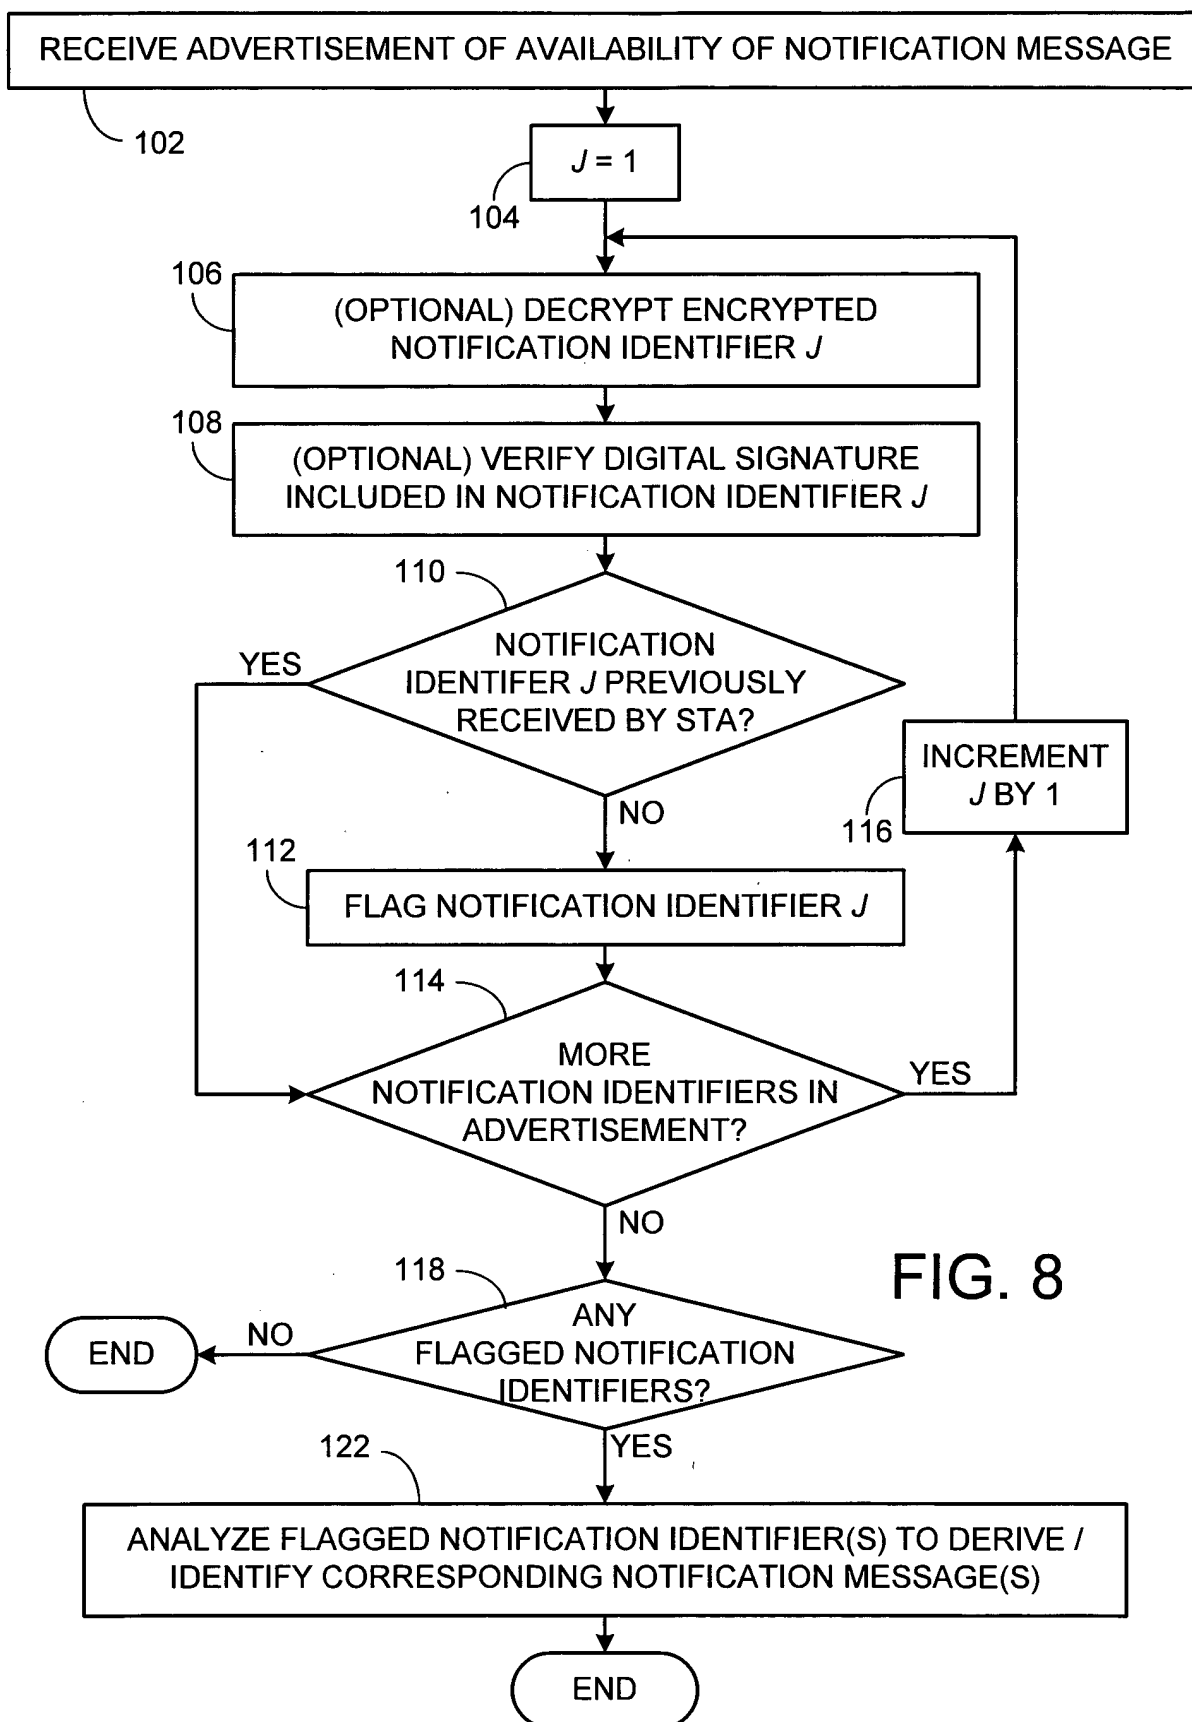 RECEIVE ADVERTISEMENT OF AVAILABILITY OF NOTIFICATION MESSAGE
102
J = 1
104
106
(OPTIONAL) DECRYPT ENCRYPTED
NOTIFICATION IDENTIFIER J
108
(OPTIONAL) VERIFY DIGITAL SIGNATURE
INCLUDED IN NOTIFICATION IDENTIFIER J
110
YES
NOTIFICATION
IDENTIFER J PREVIOUSLY
RECEIVED BY STA?
NO
INCREMENT
J BY 1
116
112
FLAG NOTIFICATION IDENTIFIER J
114
MORE
NOTIFICATION IDENTIFIERS IN
ADVERTISEMENT?
YES
NO
FIG. 8
118
ANY
FLAGGED NOTIFICATION
IDENTIFIERS?
NO
END
YES
122
ANALYZE FLAGGED NOTIFICATION IDENTIFIER(S) TO DERIVE /
IDENTIFY CORRESPONDING NOTIFICATION MESSAGE(S)
END